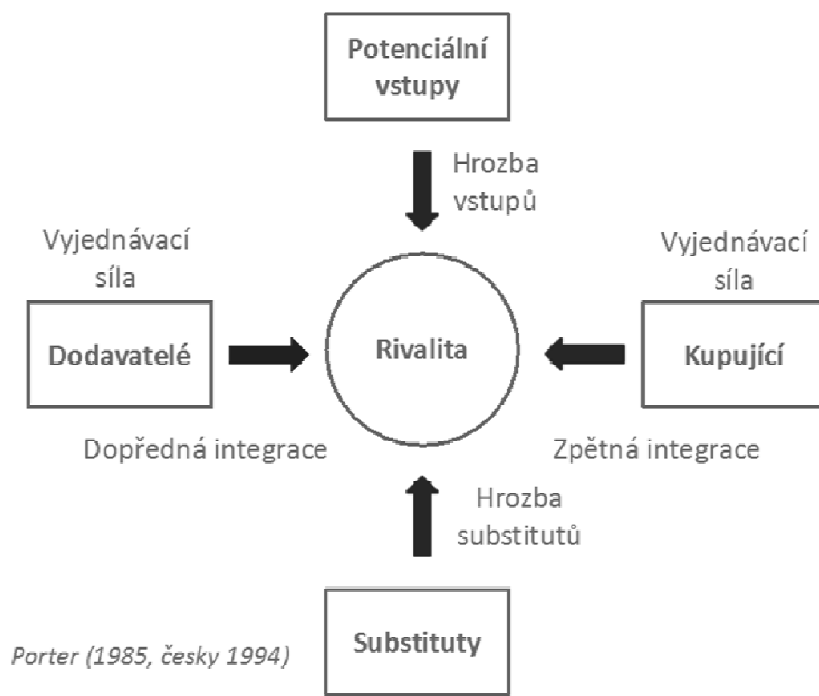 Potenciální
vstupy
Hrozba
vstupů
Vyjednávací
síla
Vyjednávací
síla
Dodavatelé
Rivalita
Kupující
Dopředná integrace
Zpětná integrace
Hrozba
substitutů
Substituty
Porter (1985, česky 1994)